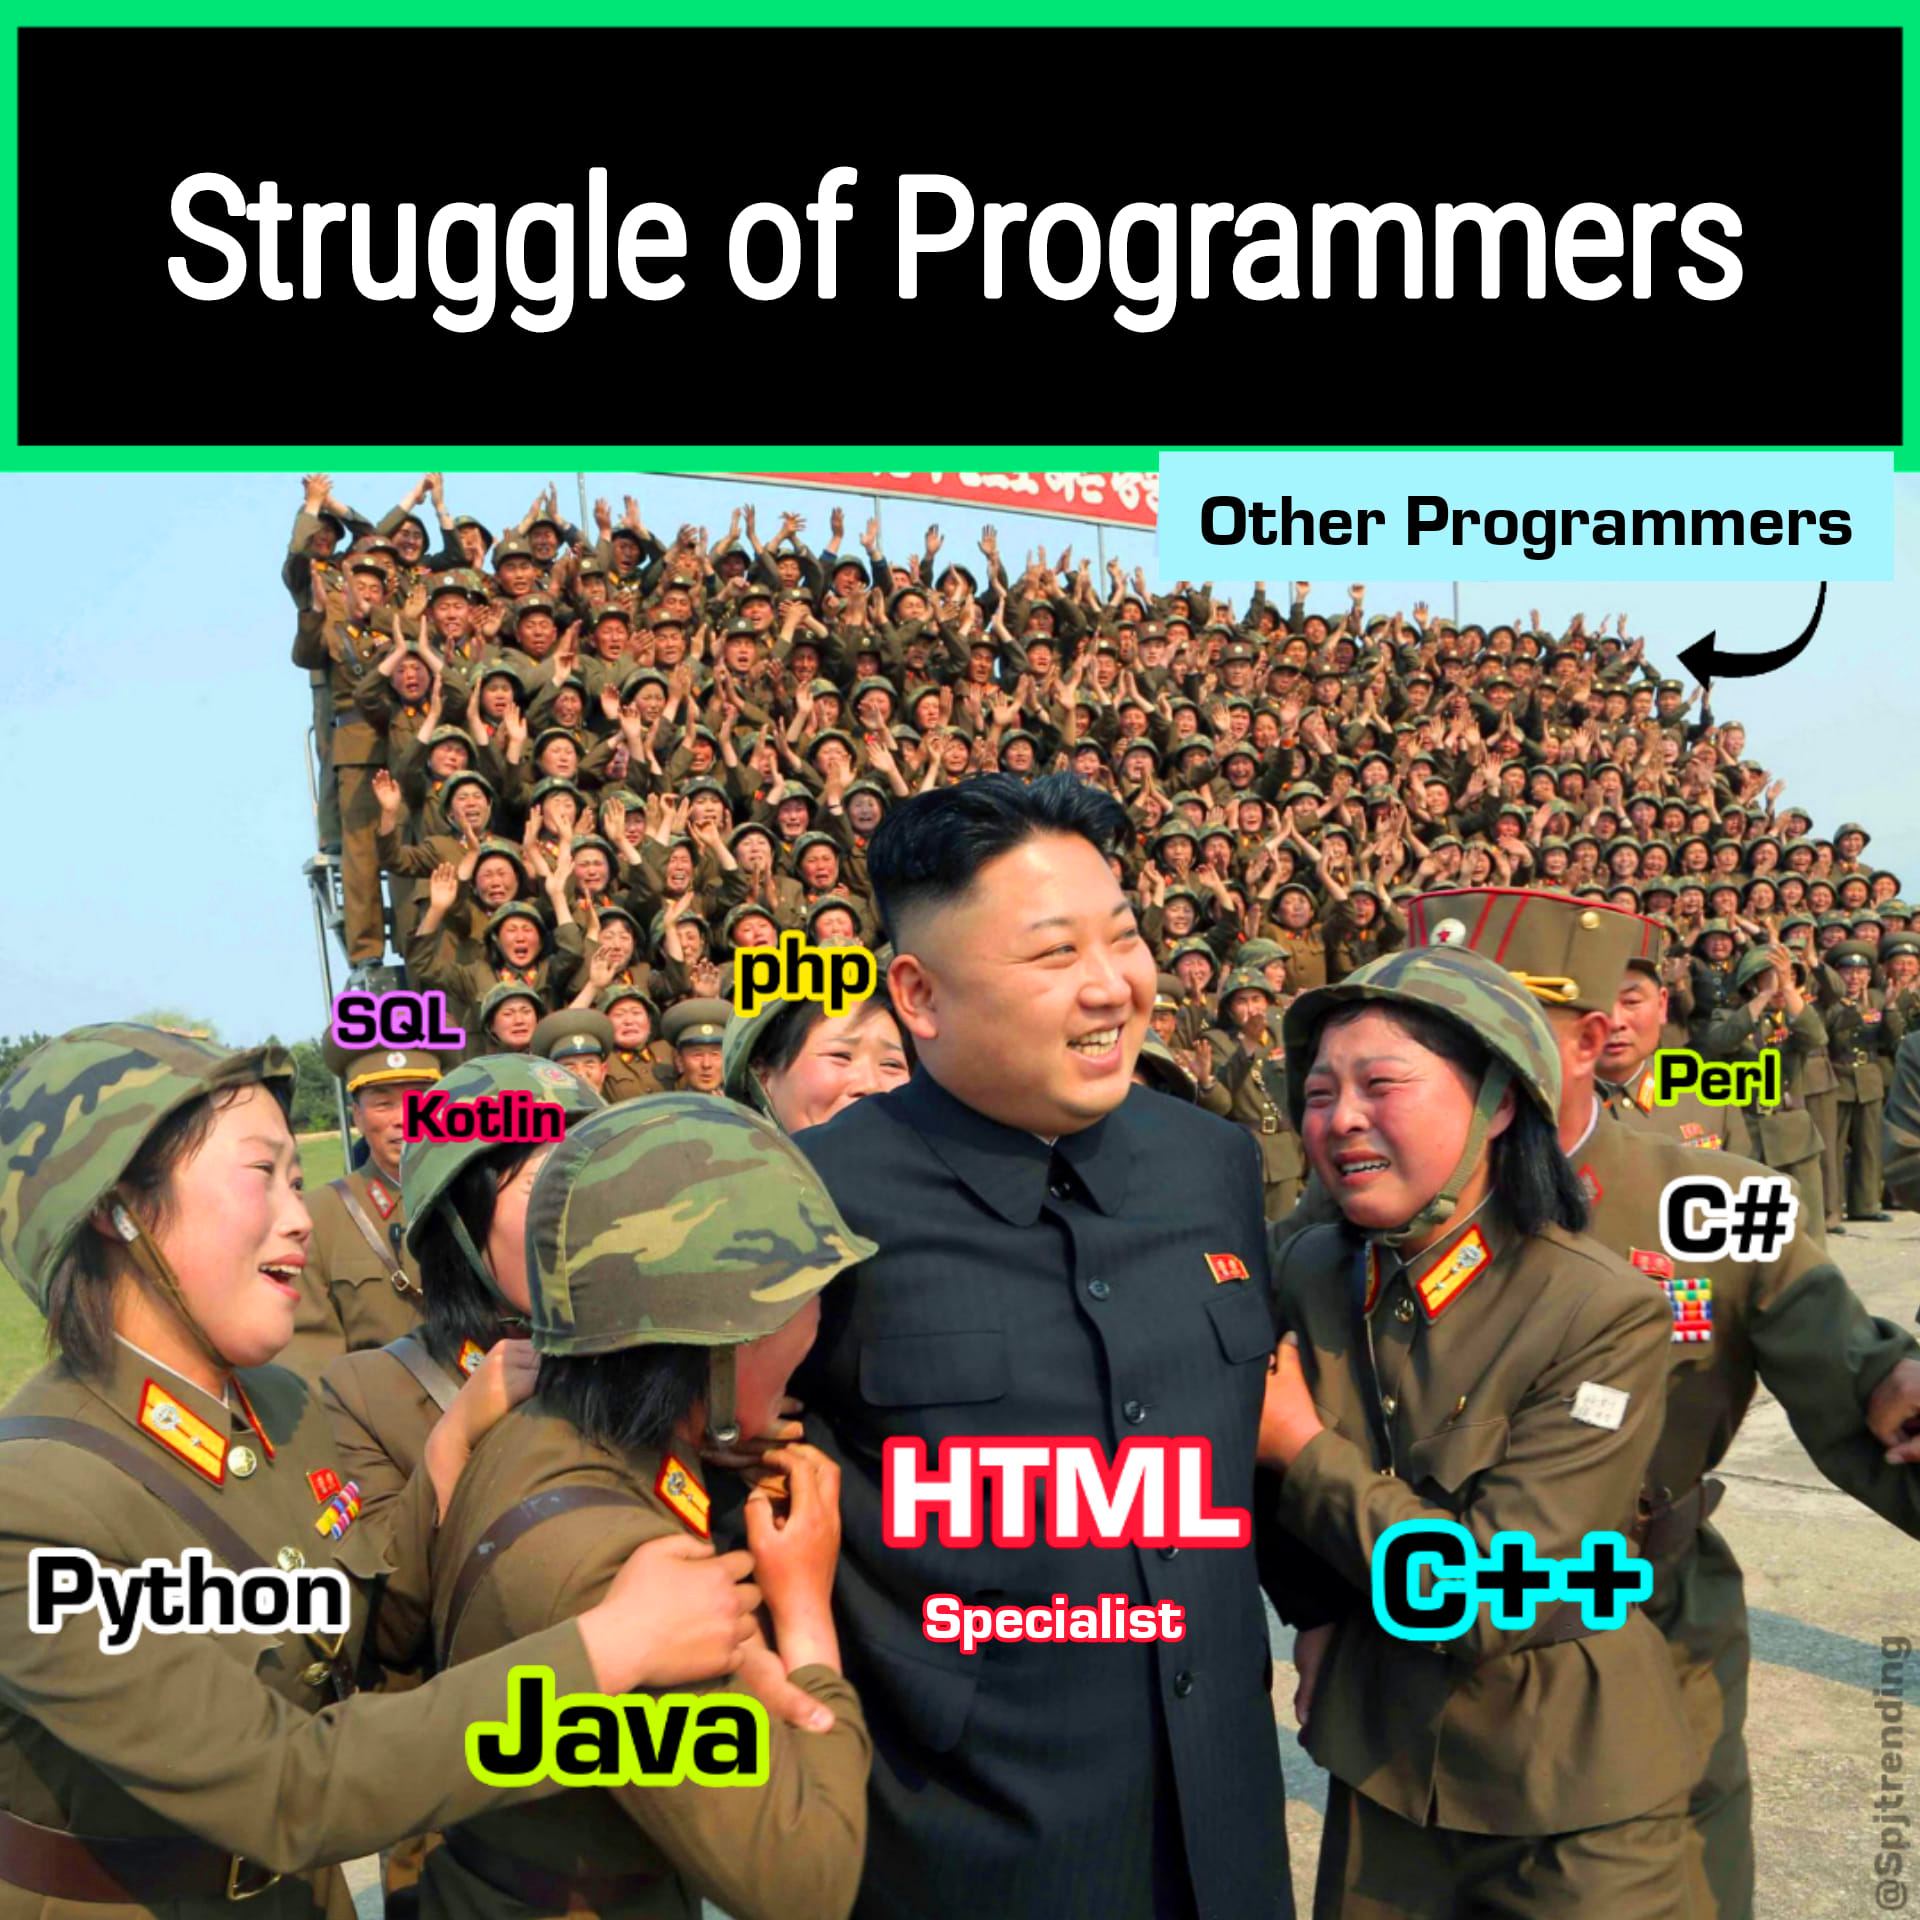 Struggle of Programmers
Other Programmers
php
SQL
Kotlin
Perl
C#
HTML
Specialist
C++
Python
Java
@Spjtrending